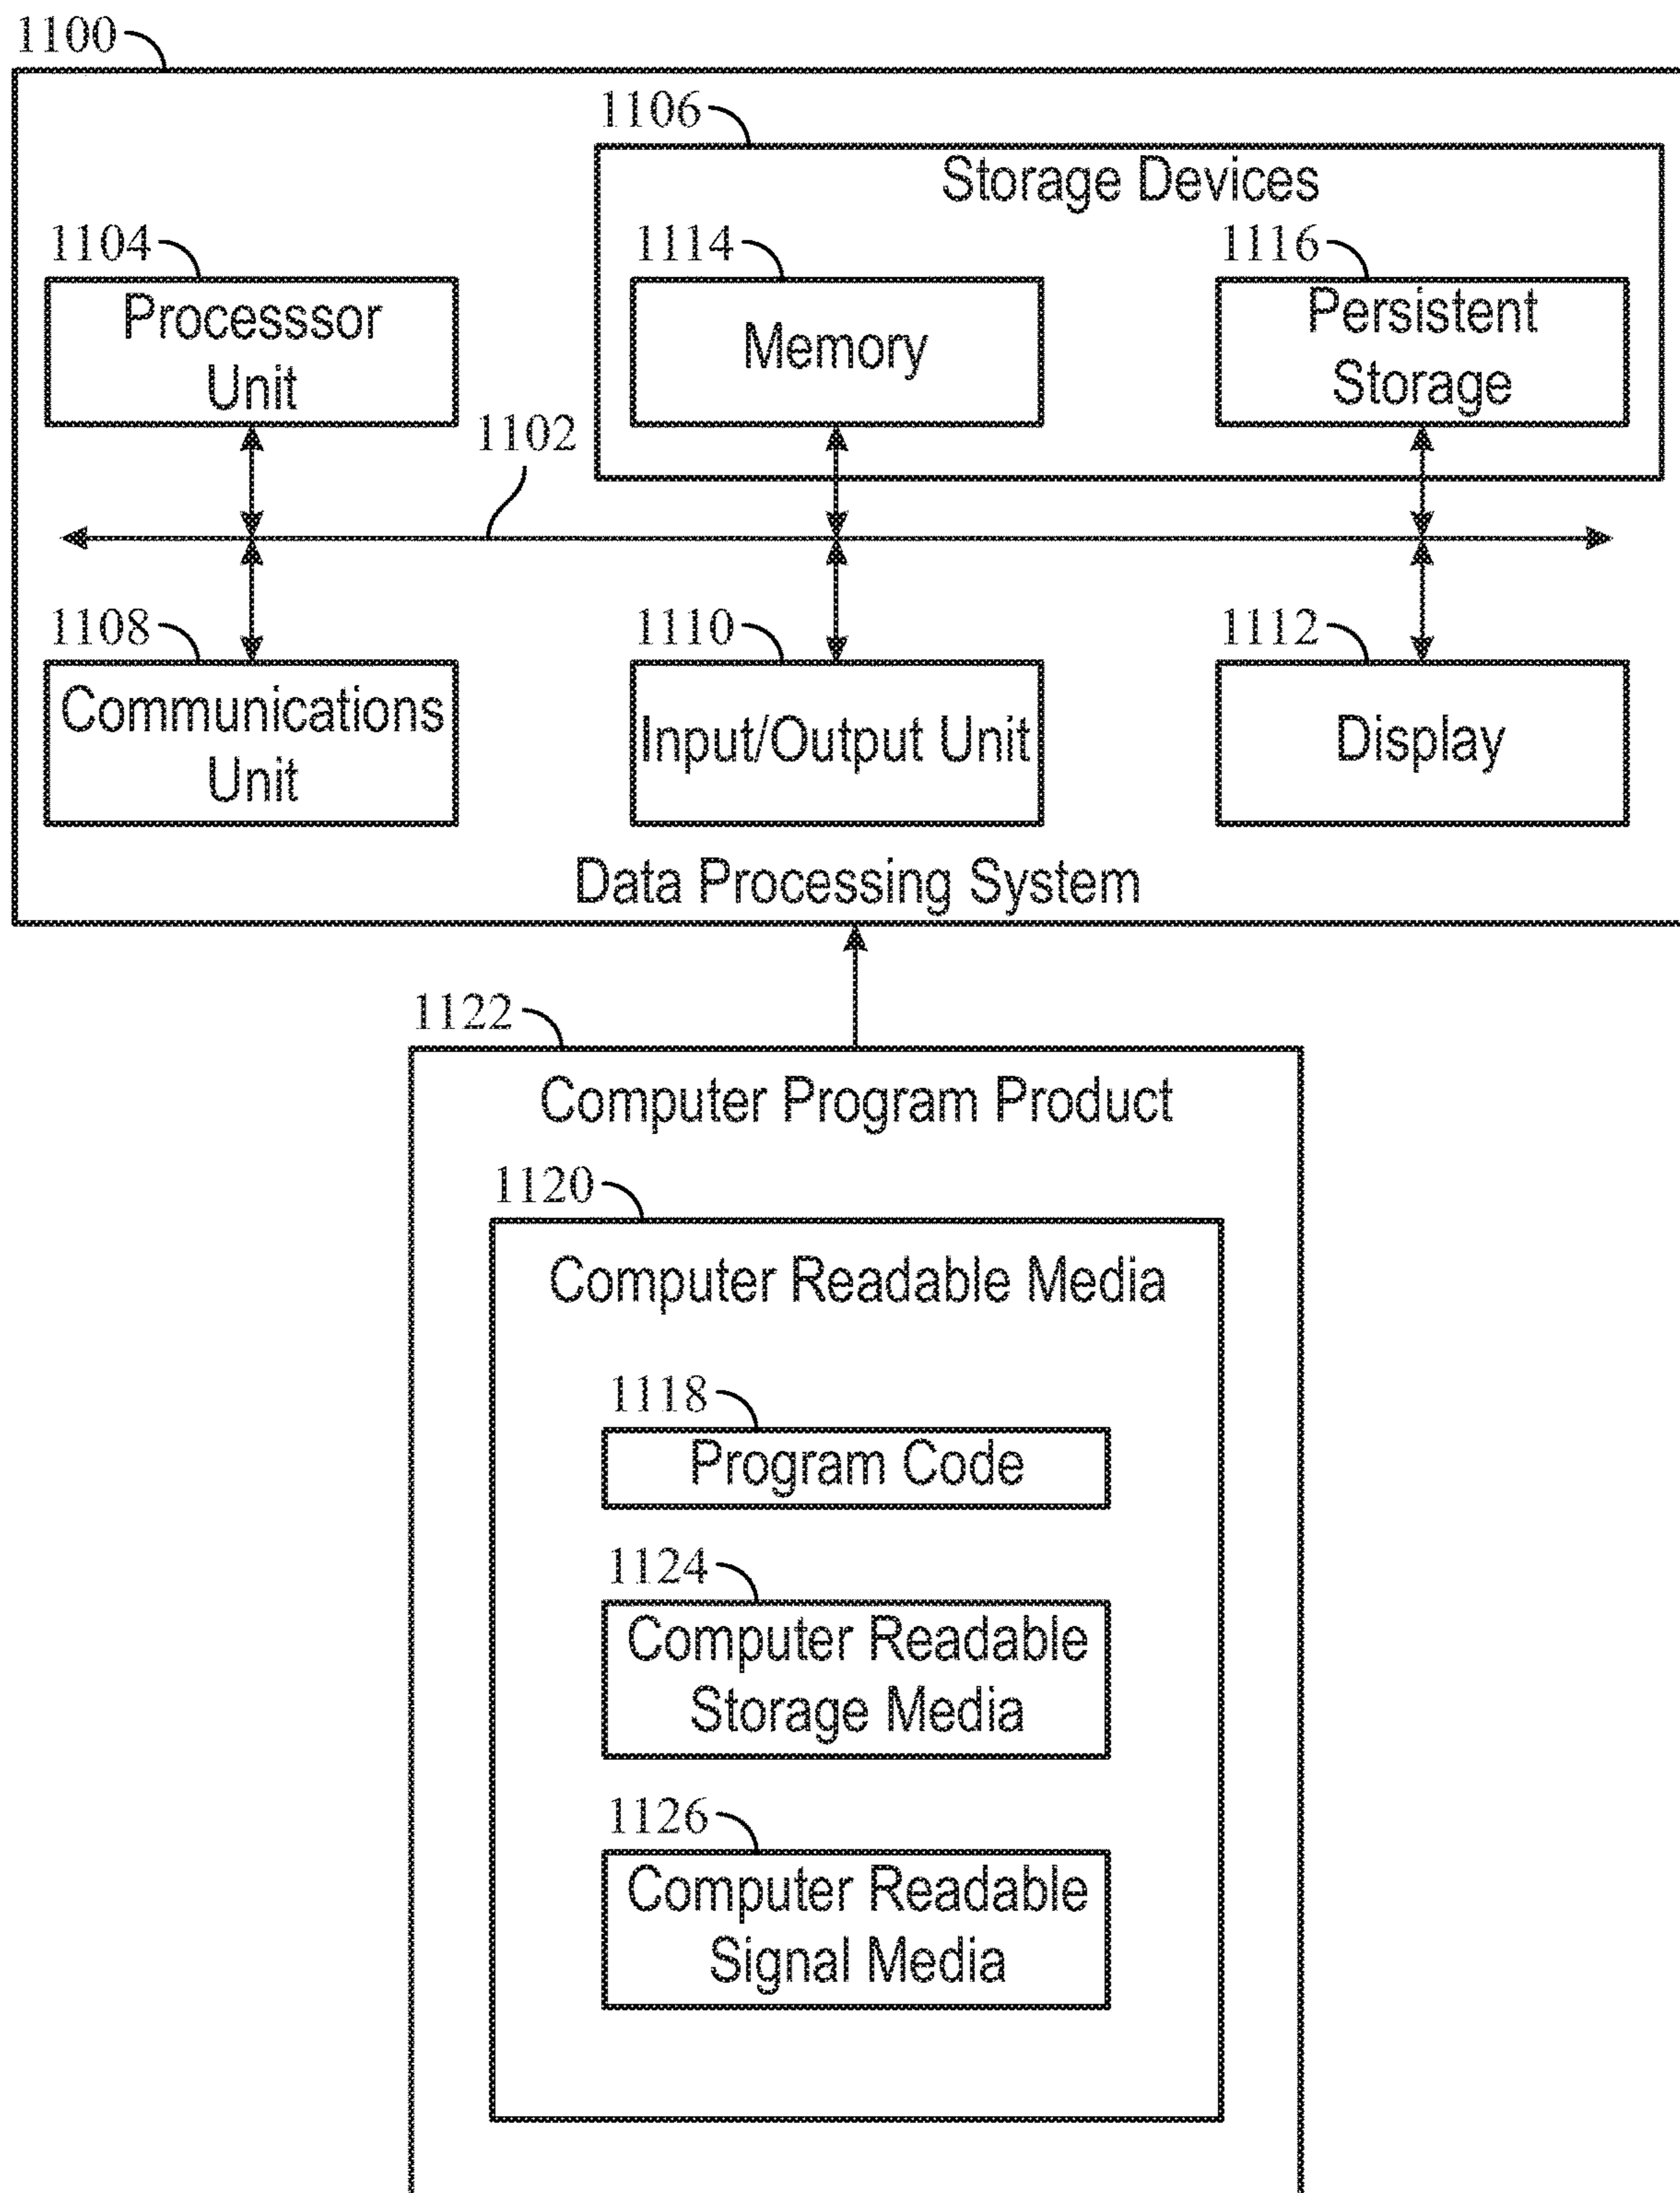 1100
1106
Storage Devices
1104
1114
1116
Processsor
Unit
Memory
Persistent
Storage
1102
1108
1110
1112
Communications
Unit
Input/Output Unit
Display
Data Processing System
1122
Computer Program Product
1120
Computer Readable Media
1118
Program Code
1124
Computer Readable
Storage Media
1126
Computer Readable
Signal Media